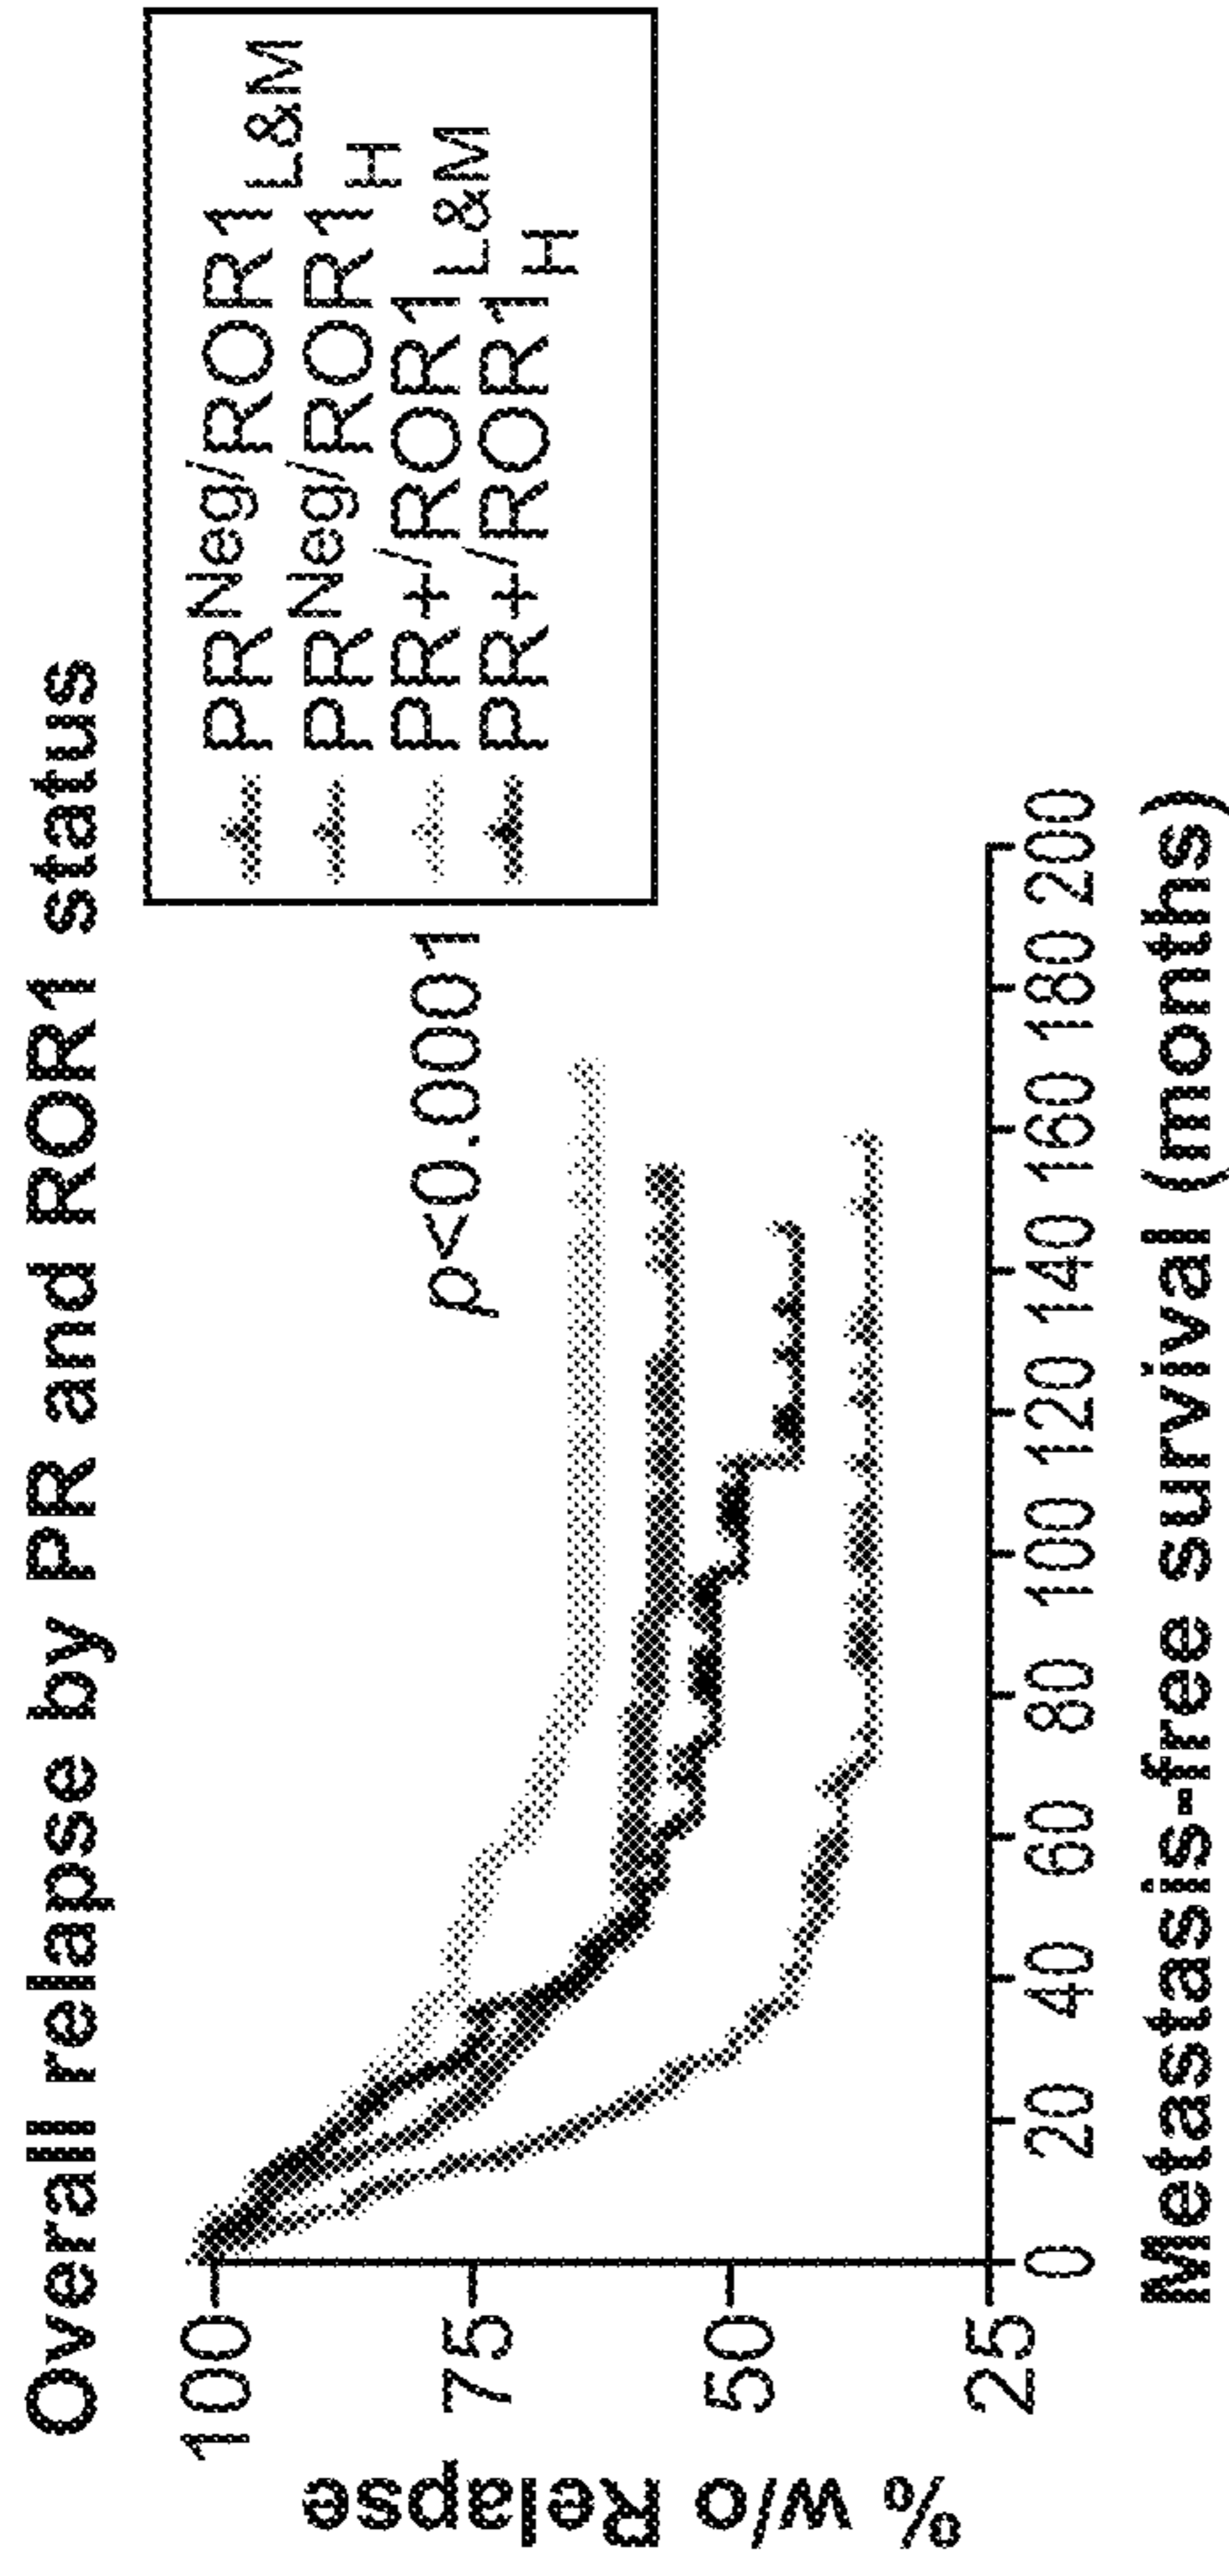 Overall relapse by PR and ROR1 status
PRNeg/ROR1L&M
PRNeg/ROR1H
PR+/ROR1L&M
PR+/ROR1H
p<0.0001
% w/o Relapse
100
75
50
25
0 20 40 60 80 100 120 140 160 180 200
Metastasis-free survival (months)